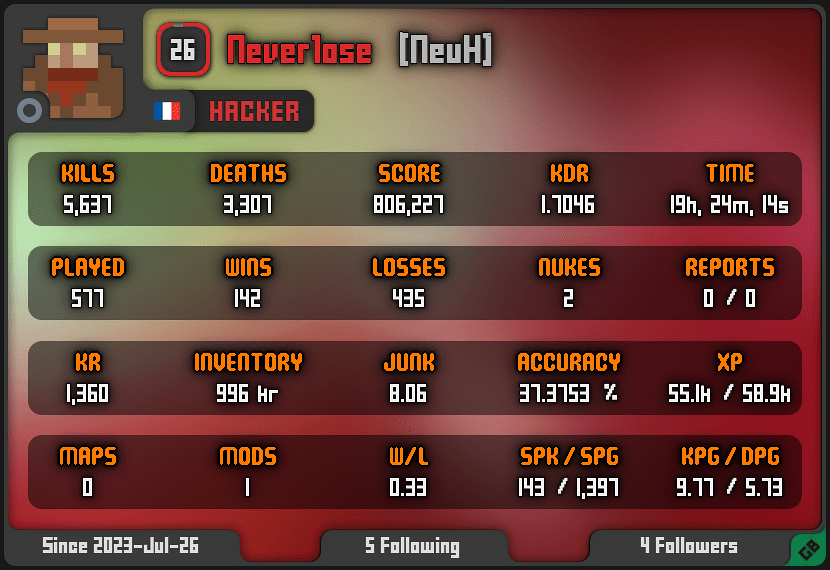 26 Neverlose [NevH]
HACKER
KILLS DEATHS SCORE KDR TIME
5,637 3,307 806,227 1.7046 19h, 24m, 14s
PLAYED WINS LOSSES NUKES REPORTS
577 142 435 2 0 / 0
KR INVENTORY JUNK ACCURACY XP
1,360 996 kr 8.06 37.3753 % 55.1k / 58.9k
MAPS MODS W/L SPK / SPG KPG / DPG
0 1 0.33 143 / 1,397 9.77 / 5.73
Since 2023-Jul-26 5 Following 4 Followers
GB